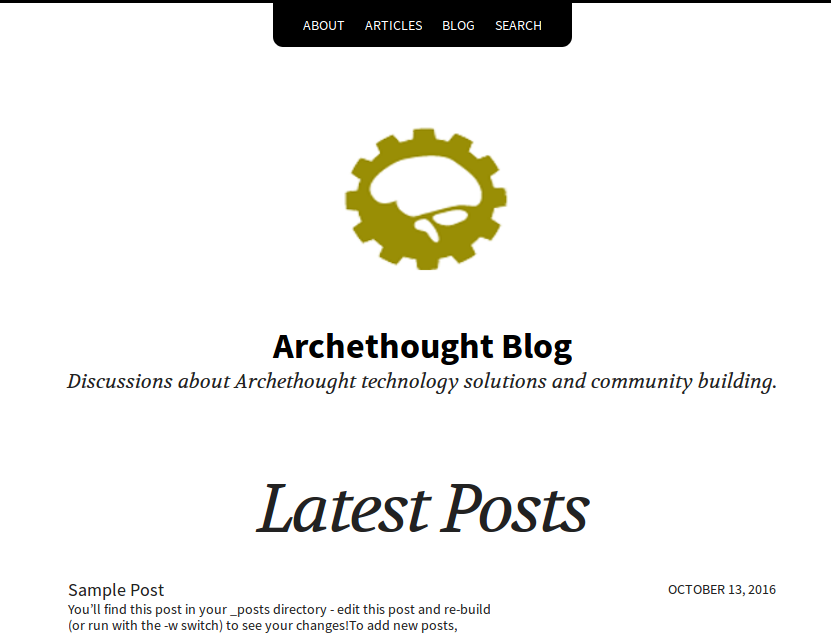 ABOUT ARTICLES BLOG SEARCH
Archethought Blog
Discussions about Archethought technology solutions and community building.
Latest Posts
Sample Post OCTOBER 13, 2016
You’ll find this post in your _posts directory - edit this post and re-build
(or run with the -w switch) to see your changes!To add new posts,